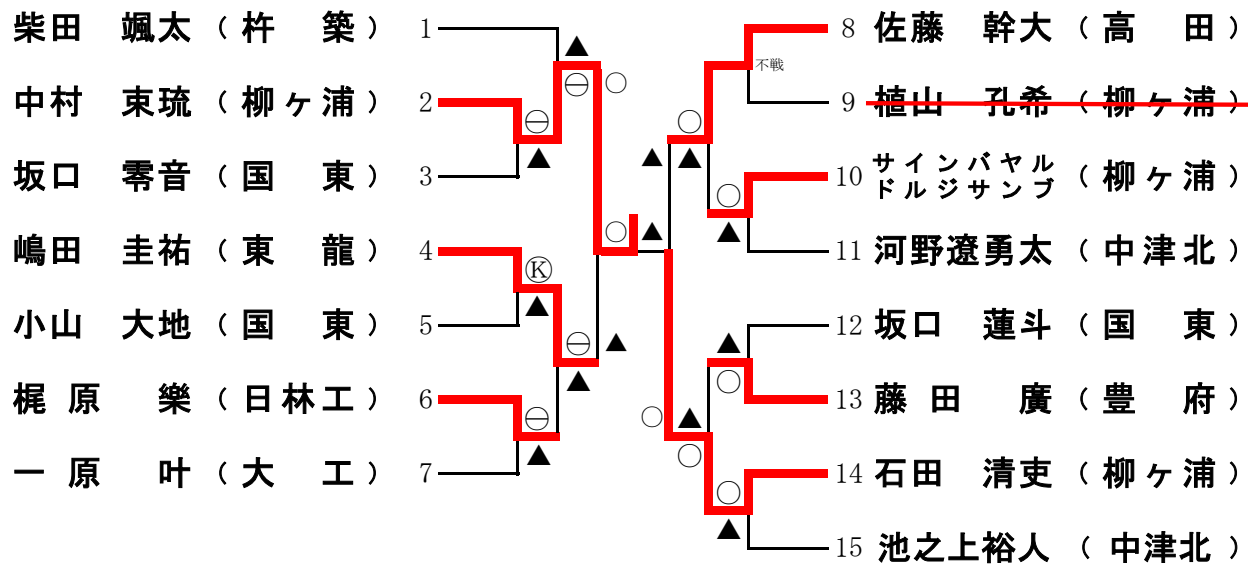 柴田 颯太 ( 杵 築 ) 1
中村 束琉 ( 柳ヶ浦 ) 2
坂口 零音 ( 国 東 ) 3
嶋田 圭祐 ( 東 龍 ) 4
小山 大地 ( 国 東 ) 5
梶原 樂 ( 日林工 ) 6
一原 叶 ( 大 工 ) 7
Ⓚ
8 佐藤 幹大 ( 高 田 )
不戦
9 植山 孔希 ( 柳ヶ浦 )
10 サインバヤル
ドルジサンブ ( 柳ヶ浦 )
11 河野遼勇太 ( 中津北 )
12 坂口 蓮斗 ( 国 東 )
13 藤田 廣 ( 豊 府 )
14 石田 清吏 ( 柳ヶ浦 )
15 池之上裕人 ( 中津北 )